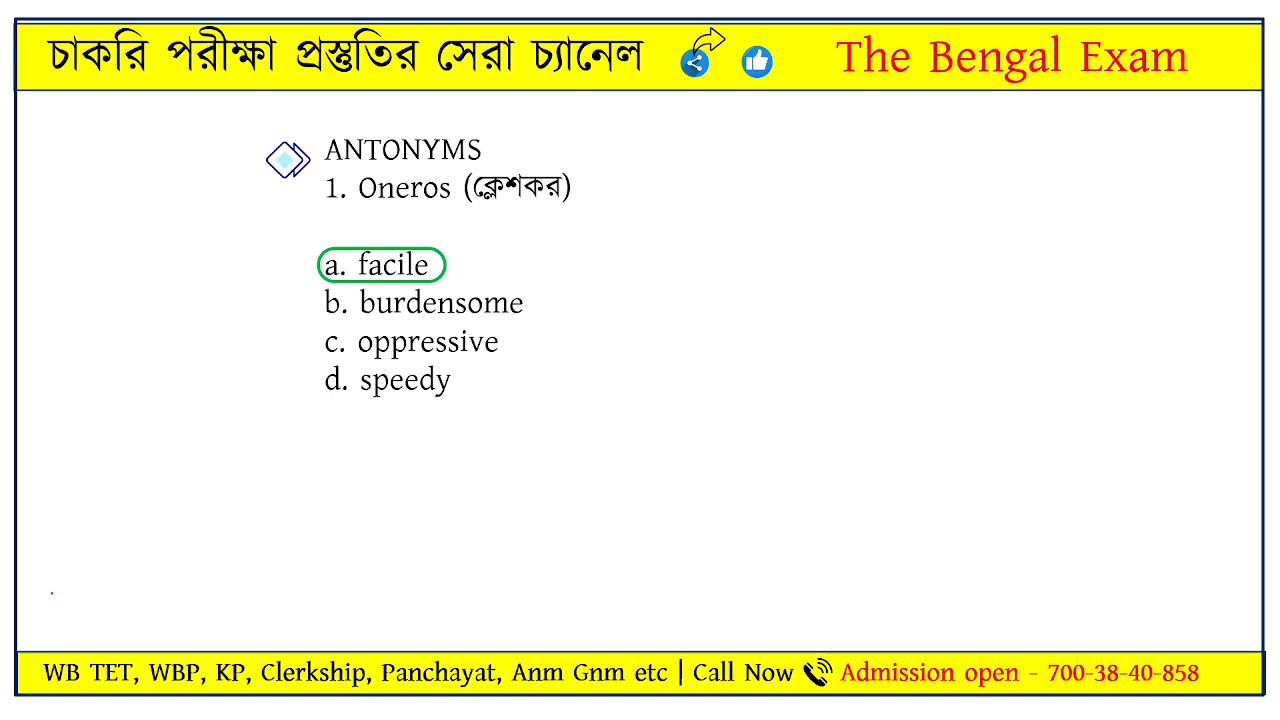 চাকরি পরীক্ষা প্রস্তুতির সেরা চ্যানেল The Bengal Exam
ANTONYMS
1. Oneros (ক্লেশকর)
a. facile
b. burdensome
c. oppressive
d. speedy
WB TET, WBP, KP, Clerkship, Panchayat, Anm Gnm etc | Call Now Admission open - 700-38-40-858